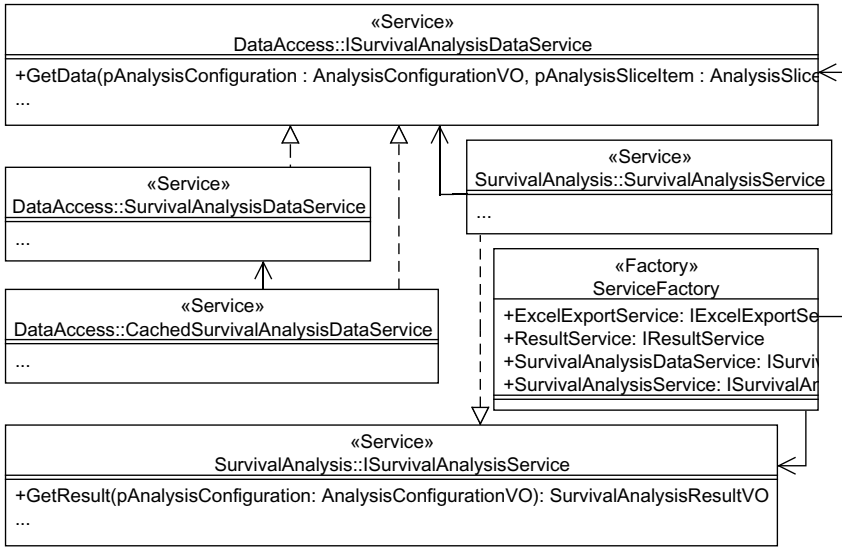 «Service»
DataAccess::ISurvivalAnalysisDataService
+GetData(pAnalysisConfiguration : AnalysisConfigurationVO, pAnalysisSliceItem : AnalysisSlice
...
«Service»
DataAccess::SurvivalAnalysisDataService
...
«Service»
SurvivalAnalysis::SurvivalAnalysisService
...
«Service»
DataAccess::CachedSurvivalAnalysisDataService
...
«Factory»
ServiceFactory
+ExcelExportService: IExcelExportSe
+ResultService: IResultService
+SurvivalAnalysisDataService: ISurviv
+SurvivalAnalysisService: ISurvivalAn
«Service»
SurvivalAnalysis::ISurvivalAnalysisService
+GetResult(pAnalysisConfiguration: AnalysisConfigurationVO): SurvivalAnalysisResultVO
...